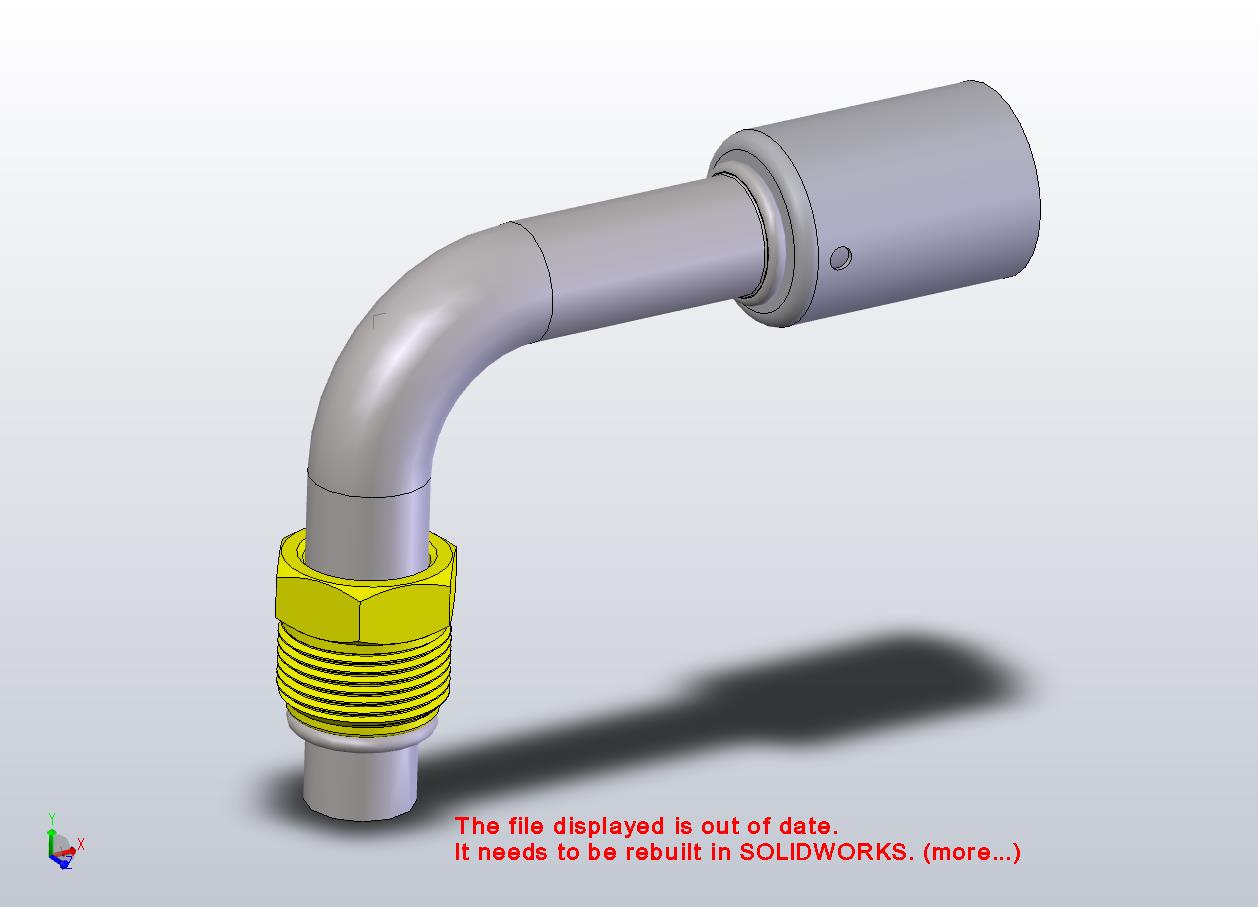 The file displayed is out of date.
It needs to be rebuilt in SOLIDWORKS. (more...)
Y
X
Z